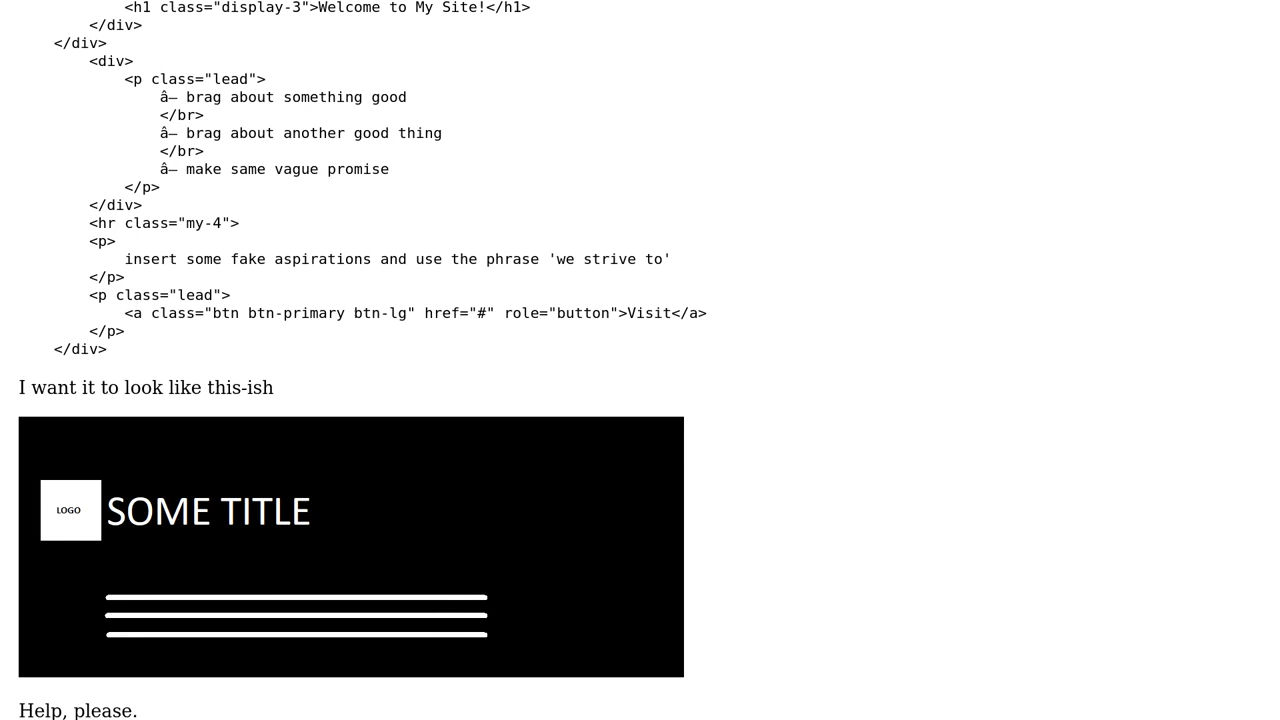 <h1 class="display-3">Welcome to My Site!</h1>
</div>
</div>
<div>
<p class="lead">
â— brag about something good
</br>
â— brag about another good thing
</br>
â— make same vague promise
</p>
</div>
<hr class="my-4">
<p>
insert some fake aspirations and use the phrase 'we strive to'
</p>
<p class="lead">
<a class="btn btn-primary btn-lg" href="#" role="button">Visit</a>
</p>
</div>
I want it to look like this-ish
LOGO SOME TITLE
Help, please.